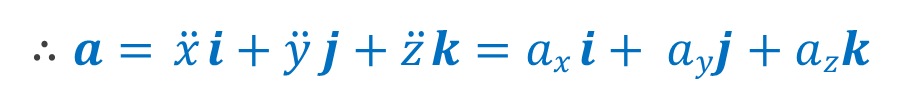 ∴ a = ẍ i + ÿ j + z̈ k = aₓ i + a_y j + a_z k